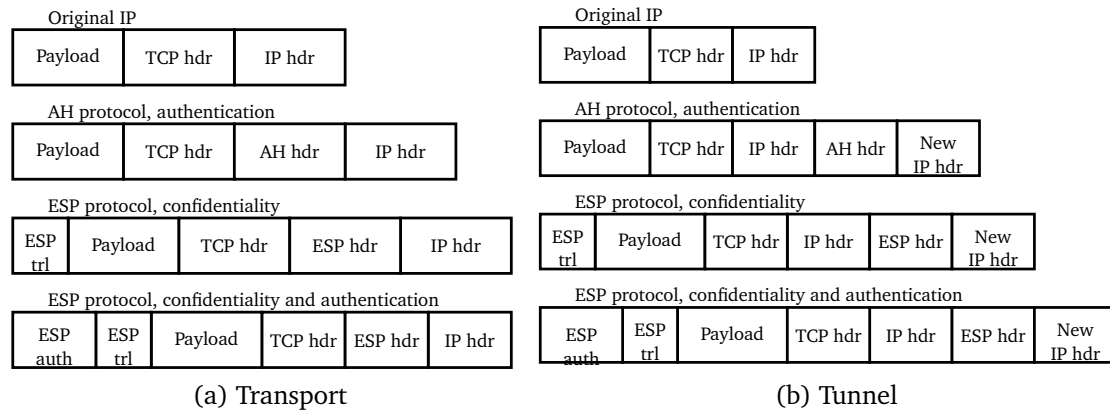 Original IP
Payload TCP hdr IP hdr
AH protocol, authentication
Payload TCP hdr AH hdr IP hdr
ESP protocol, confidentiality
ESP trl Payload TCP hdr ESP hdr IP hdr
ESP protocol, confidentiality and authentication
ESP auth ESP trl Payload TCP hdr ESP hdr IP hdr
(a) Transport
Original IP
Payload TCP hdr IP hdr
AH protocol, authentication
Payload TCP hdr IP hdr AH hdr New IP hdr
ESP protocol, confidentiality
ESP trl Payload TCP hdr IP hdr ESP hdr New IP hdr
ESP protocol, confidentiality and authentication
ESP auth ESP trl Payload TCP hdr IP hdr ESP hdr New IP hdr
(b) Tunnel